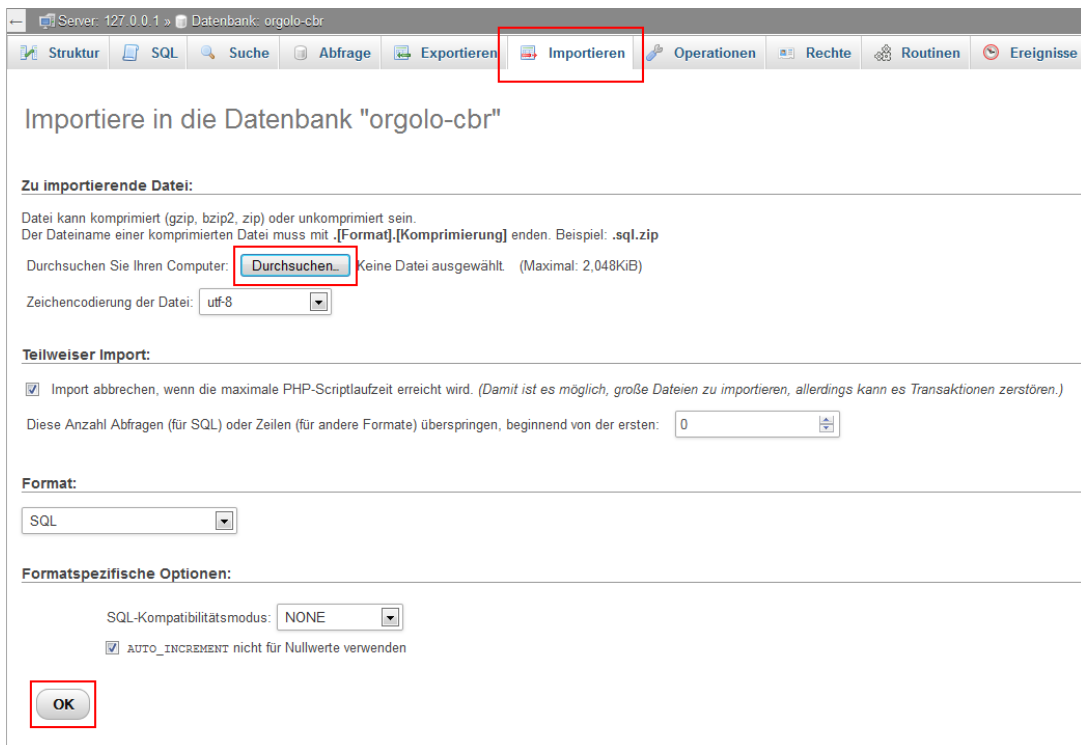 Server: 127.0.0.1 » Datenbank: orgolo-cbr
Struktur SQL Suche Abfrage Exportieren Importieren Operationen Rechte Routinen Ereignisse
Importiere in die Datenbank "orgolo-cbr"
Zu importierende Datei:
Datei kann komprimiert (gzip, bzip2, zip) oder unkomprimiert sein.
Der Dateiname einer komprimierten Datei muss mit .[Format].[Komprimierung] enden. Beispiel: .sql.zip
Durchsuchen Sie Ihren Computer: Durchsuchen... Keine Datei ausgewählt. (Maximal: 2,048KiB)
Zeichencodierung der Datei: utf-8
Teilweiser Import:
Import abbrechen, wenn die maximale PHP-Scriptlaufzeit erreicht wird. (Damit ist es möglich, große Dateien zu importieren, allerdings kann es Transaktionen zerstören.)
Diese Anzahl Abfragen (für SQL) oder Zeilen (für andere Formate) überspringen, beginnend von der ersten: 0
Format:
SQL
Formatspezifische Optionen:
SQL-Kompatibilitätsmodus: NONE
AUTO_INCREMENT nicht für Nullwerte verwenden
OK